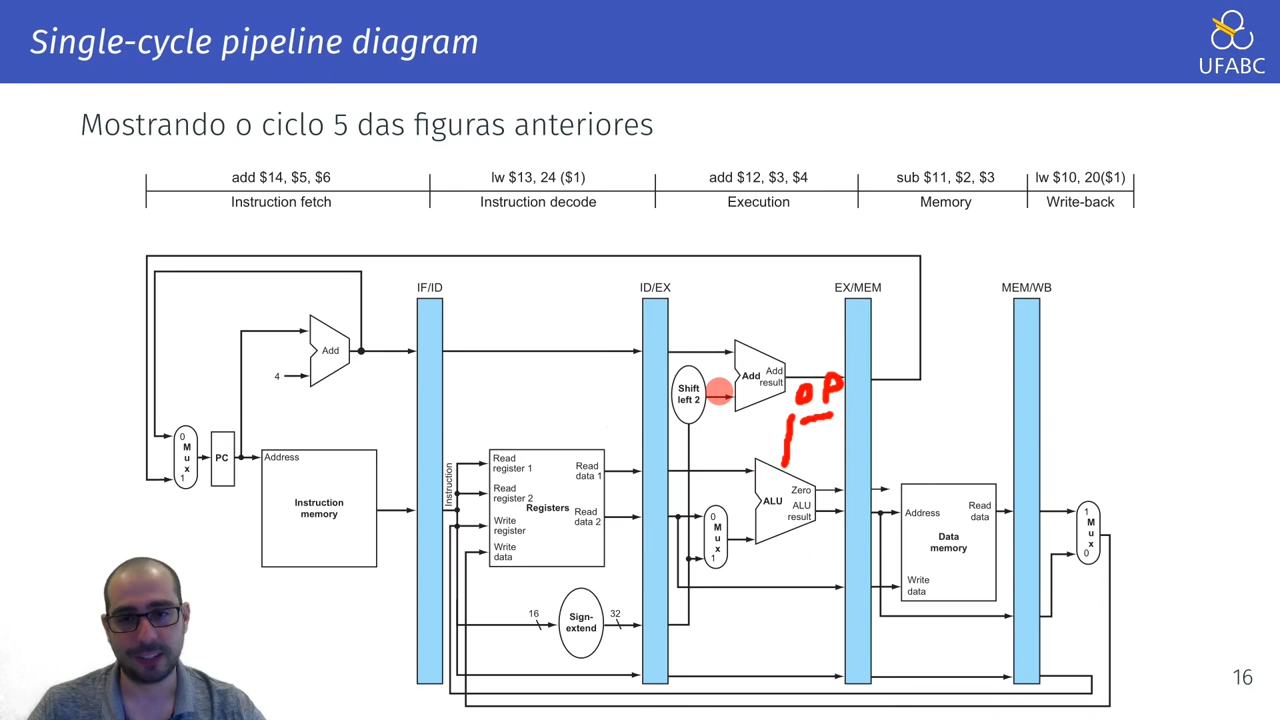 Single-cycle pipeline diagram
UFABC
Mostrando o ciclo 5 das figuras anteriores
add $14, $5, $6
lw $13, 24 ($1)
add $12, $3, $4
sub $11, $2, $3
lw $10, 20($1)
Instruction fetch
Instruction decode
Execution
Memory
Write-back
IF/ID
ID/EX
EX/MEM
MEM/WB
Add
4
Shift
left 2
Add
Add
result
OP
0
M
u
x
1
PC
Address
Instruction
memory
Instruction
Read
register 1
Read
register 2
Write
register
Write
data
Registers
Read
data 1
Read
data 2
16
Sign-
extend
32
0
M
u
x
1
ALU
Zero
ALU
result
Address
Read
data
Data
memory
Write
data
1
M
u
x
0
16